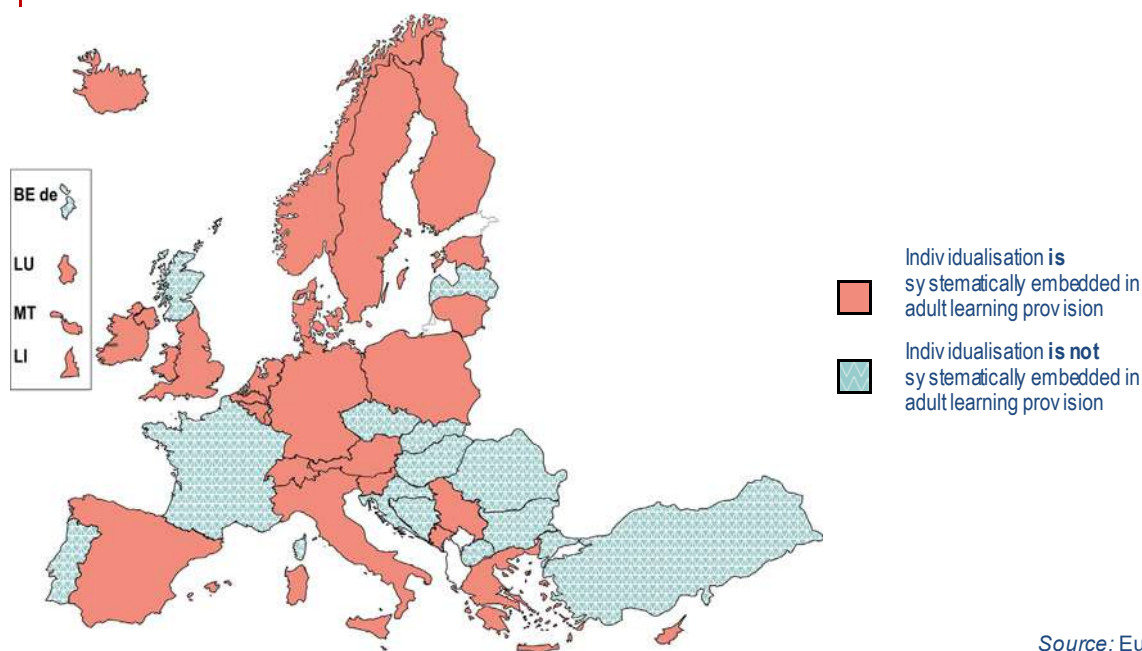 BE de
LU
MT
LI
Individualisation is
systematically embedded in
adult learning provision
Individualisation is not
systematically embedded in
adult learning provision
Source: Eu